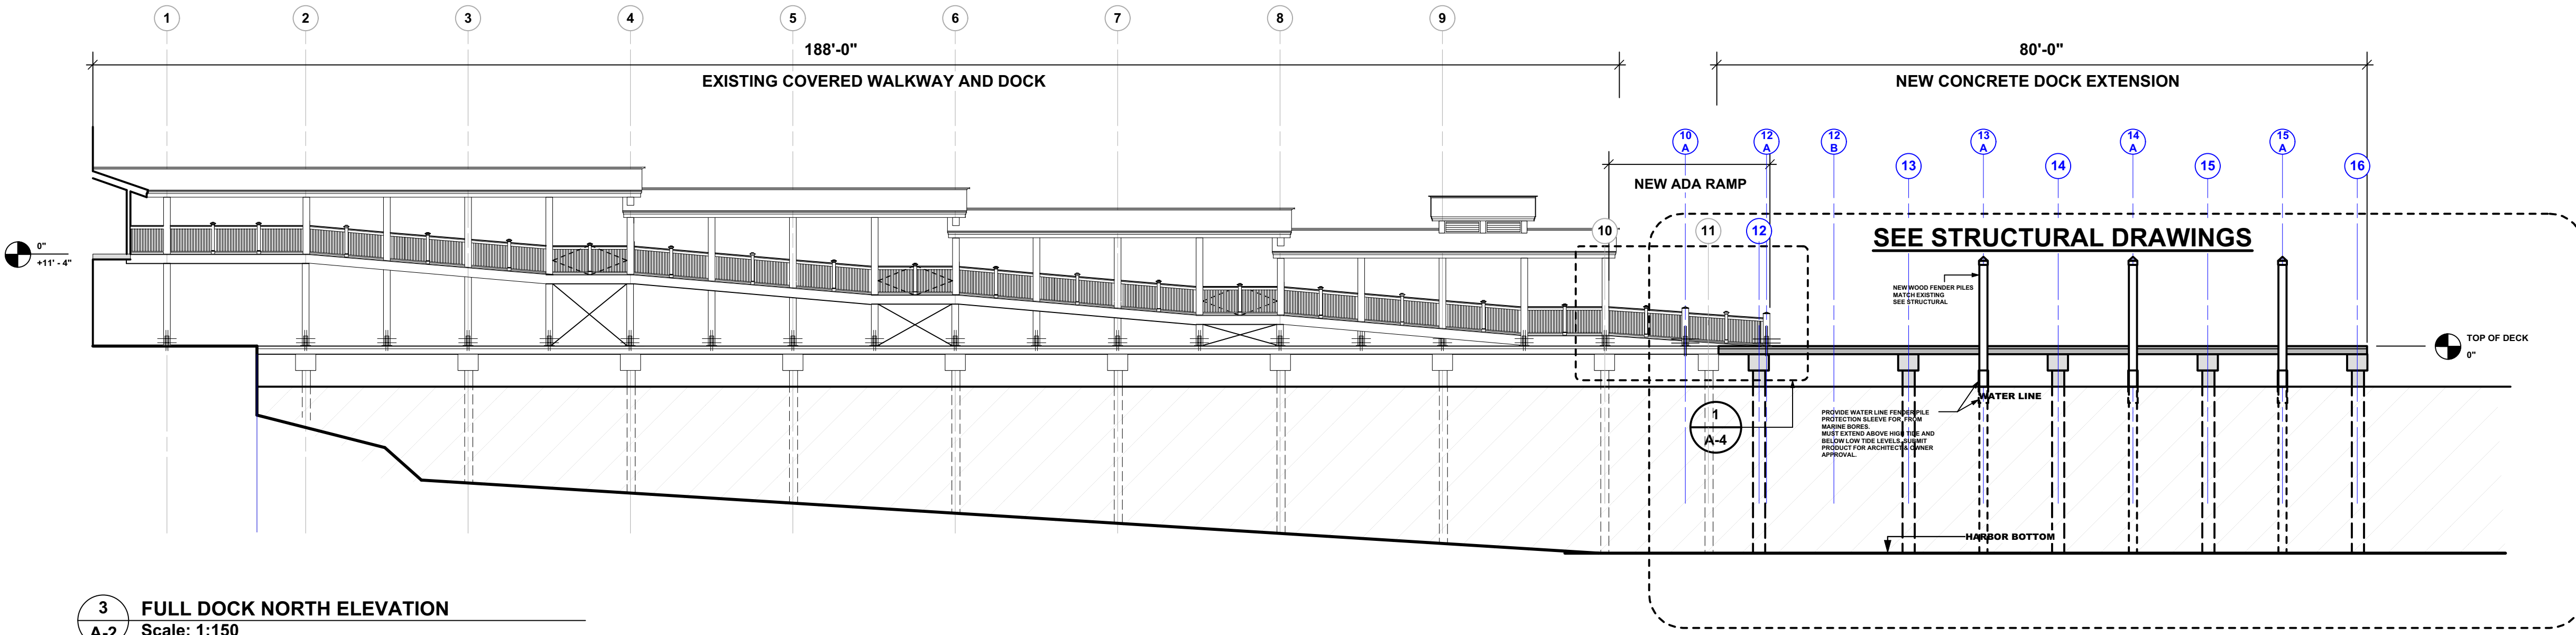 1 2 3 4 5 6 7 8 9
188'-0"
80'-0"
EXISTING COVERED WALKWAY AND DOCK
NEW CONCRETE DOCK EXTENSION
10 A
12 A
12 B
13 A
14 A
15 A
13
14
15
16
NEW ADA RAMP
10
11
12
SEE STRUCTURAL DRAWINGS
0"
+11' - 4"
NEW WOOD FENDER PILES
MATCH EXISTING
SEE STRUCTURAL
TOP OF DECK
0"
WATER LINE
1
A-4
PROVIDE WATER LINE FENDER PILE
PROTECTION SLEEVE FOR FROM
MARINE BORES.
MUST EXTEND ABOVE HIGH TIDE AND
BELOW LOW TIDE LEVELS. SUBMIT
PRODUCT FOR ARCHITECT & OWNER
APPROVAL.
HARBOR BOTTOM
3
A-2
FULL DOCK NORTH ELEVATION
Scale: 1:150